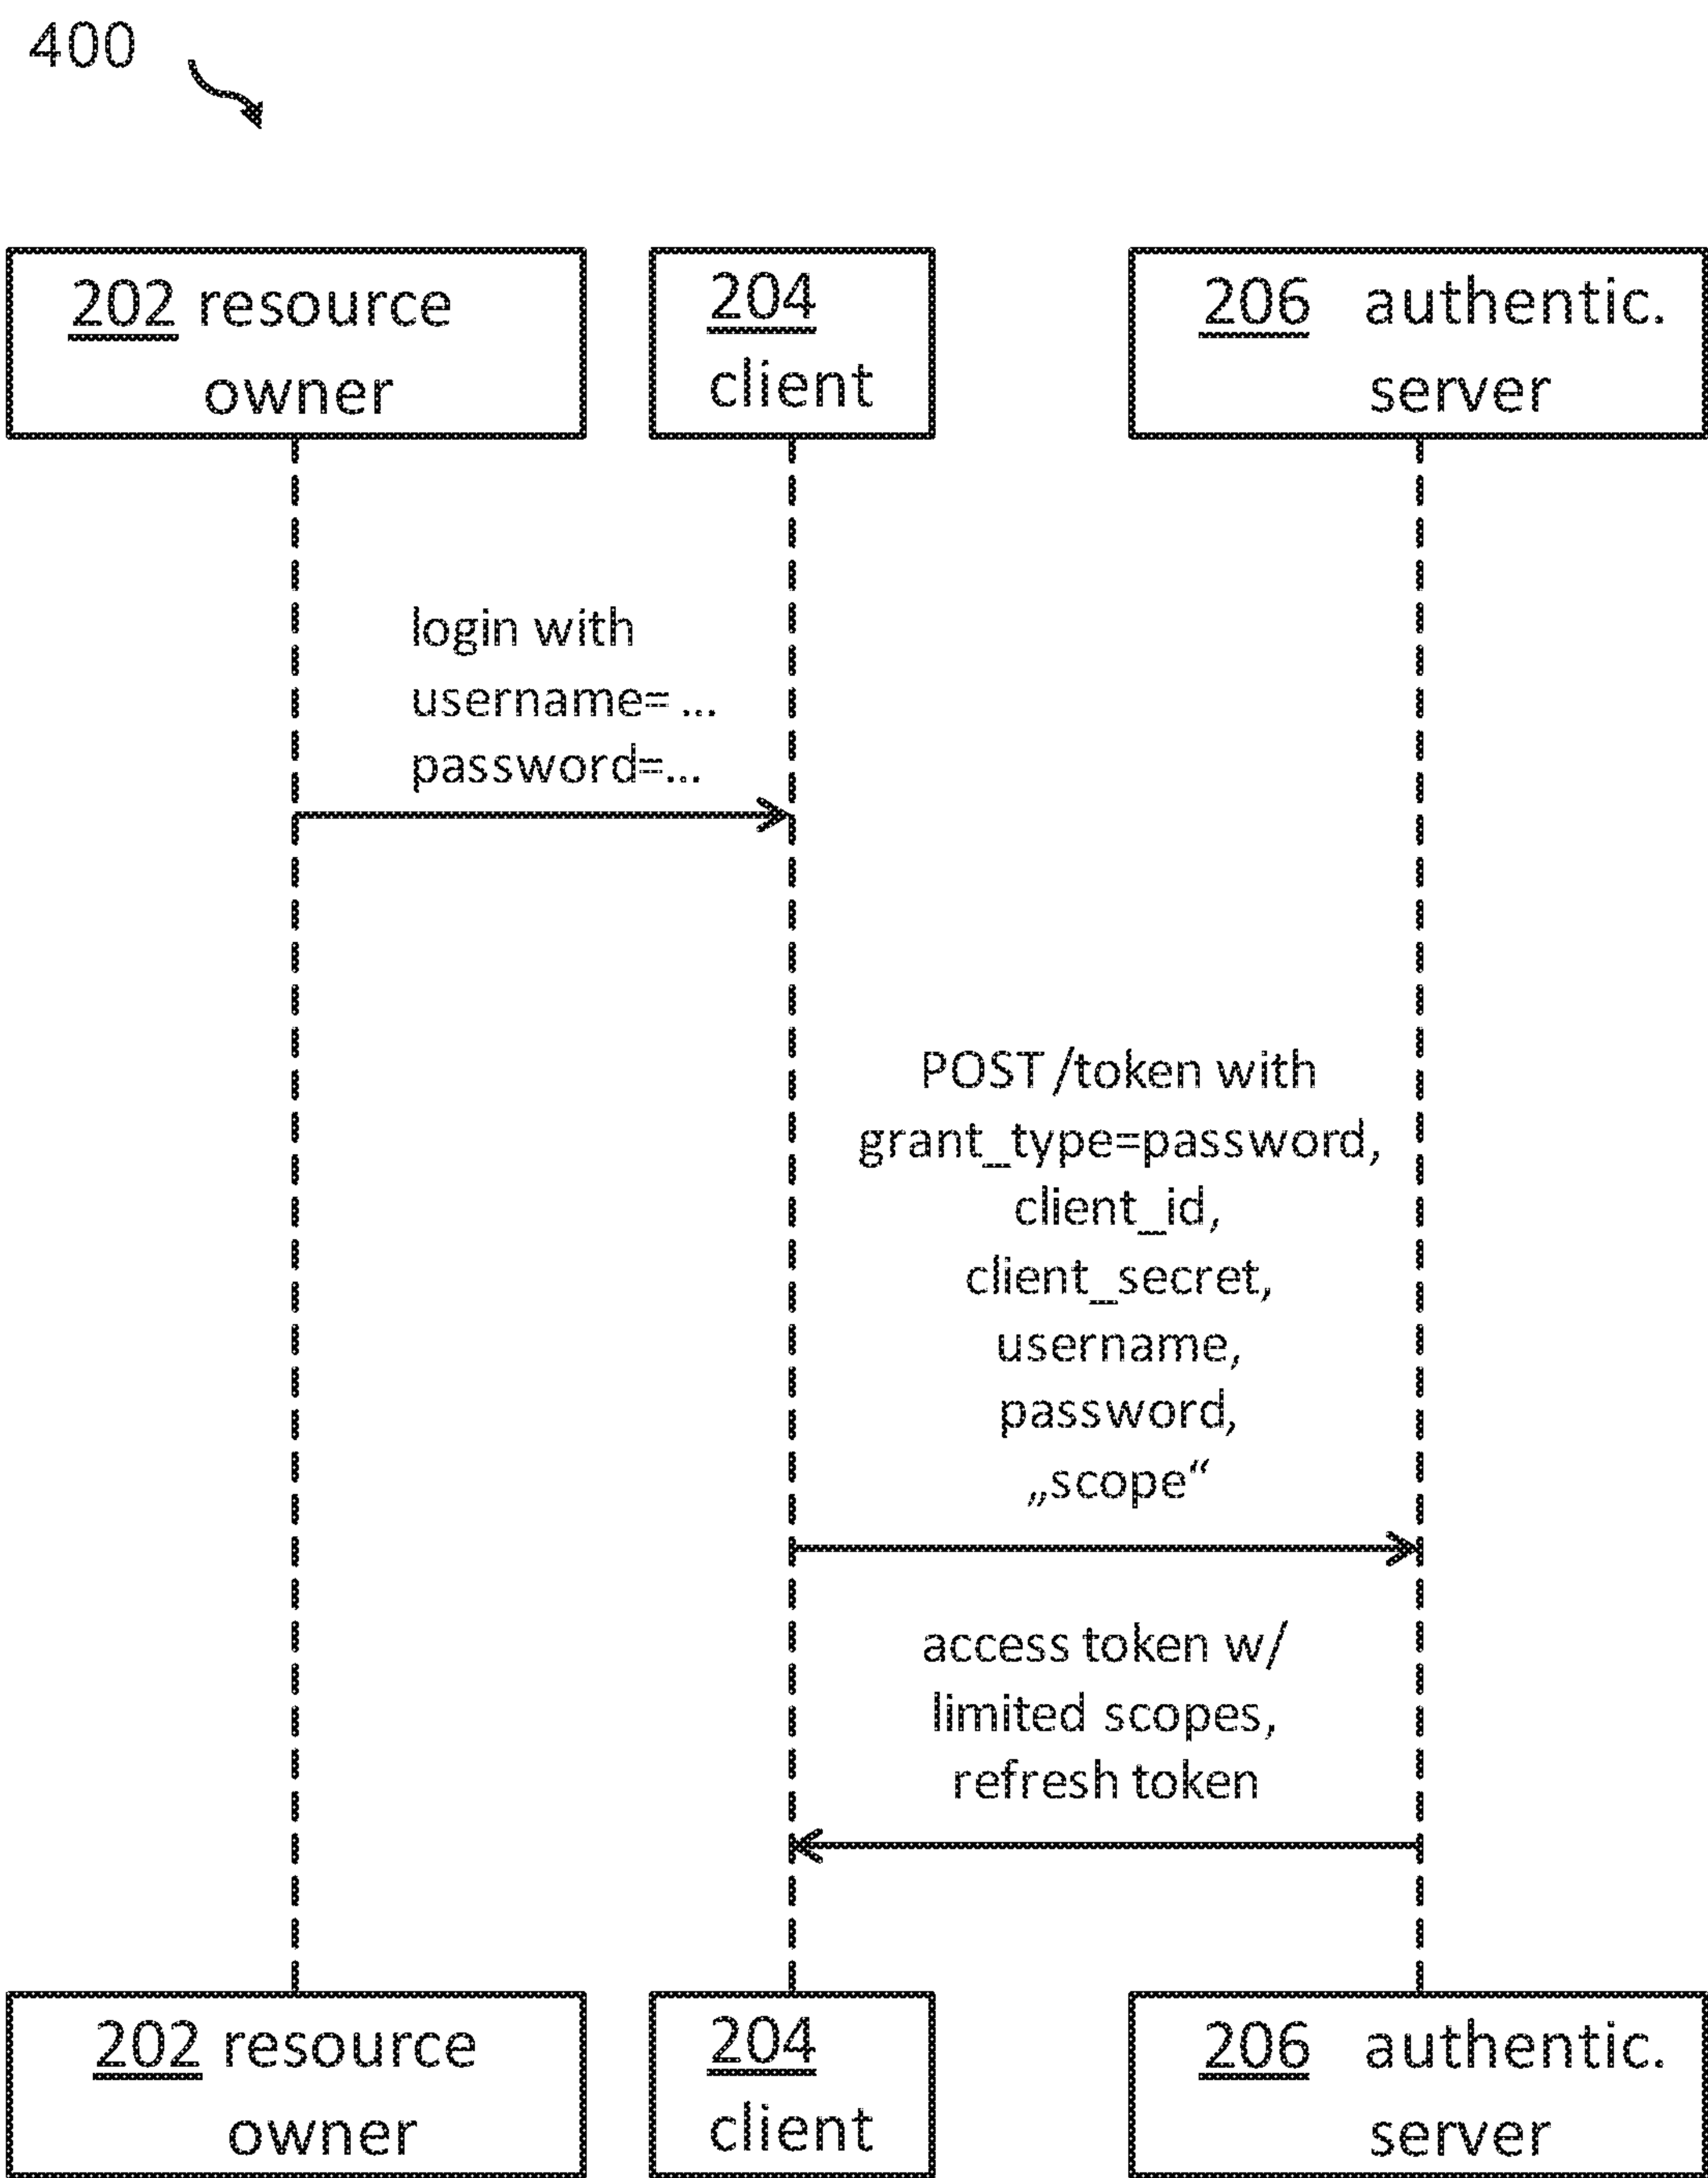 400
202 resource
owner
204
client
206 authentic.
server
login with
username= ...
password=...
POST /token with
grant_type=password,
client_id,
client_secret,
username,
password,
„scope“
access token w/
limited scopes,
refresh token
202 resource
owner
204
client
206 authentic.
server